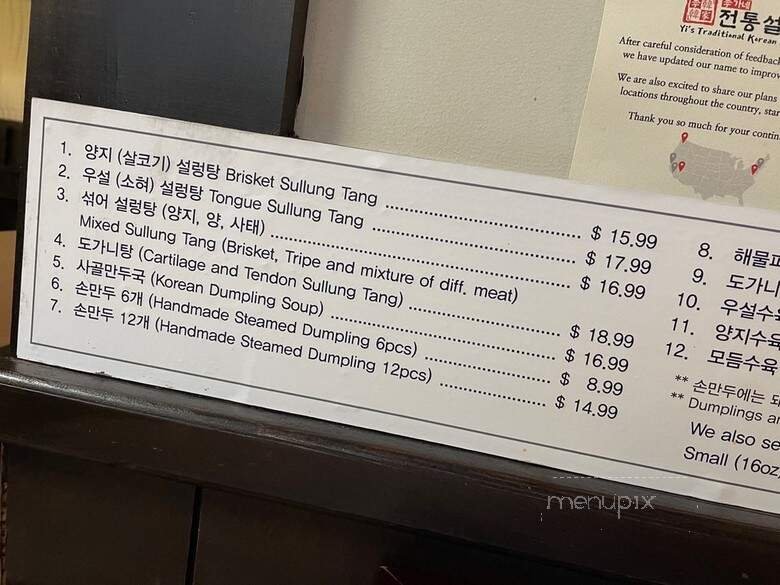 전통설
Yi's Traditional Korean
After careful consideration of feedbac
we have updated our name to improv
We are also excited to share our plans
locations throughout the country, star
Thank you so much for your contin
1. 양지 (살코기) 설렁탕 Brisket Sullung Tang ........ $ 15.99
2. 우설 (소혀) 설렁탕 Tongue Sullung Tang ........ $ 17.99
3. 섞어 설렁탕 (양지, 양, 사태) ........ $ 16.99
Mixed Sullung Tang (Brisket, Tripe and mixture of diff. meat)
4. 도가니탕 (Cartilage and Tendon Sullung Tang) ........ $ 18.99
5. 사골만두국 (Korean Dumpling Soup) ........ $ 16.99
6. 손만두 6개 (Handmade Steamed Dumpling 6pcs) ........ $ 8.99
7. 손만두 12개 (Handmade Steamed Dumpling 12pcs) ........ $ 14.99
8. 해물파
9. 도가니
10. 우설수육
11. 양지수육
12. 모듬수육
** 손만두에는 돼
** Dumplings ar
We also se
Small (16oz
menupix